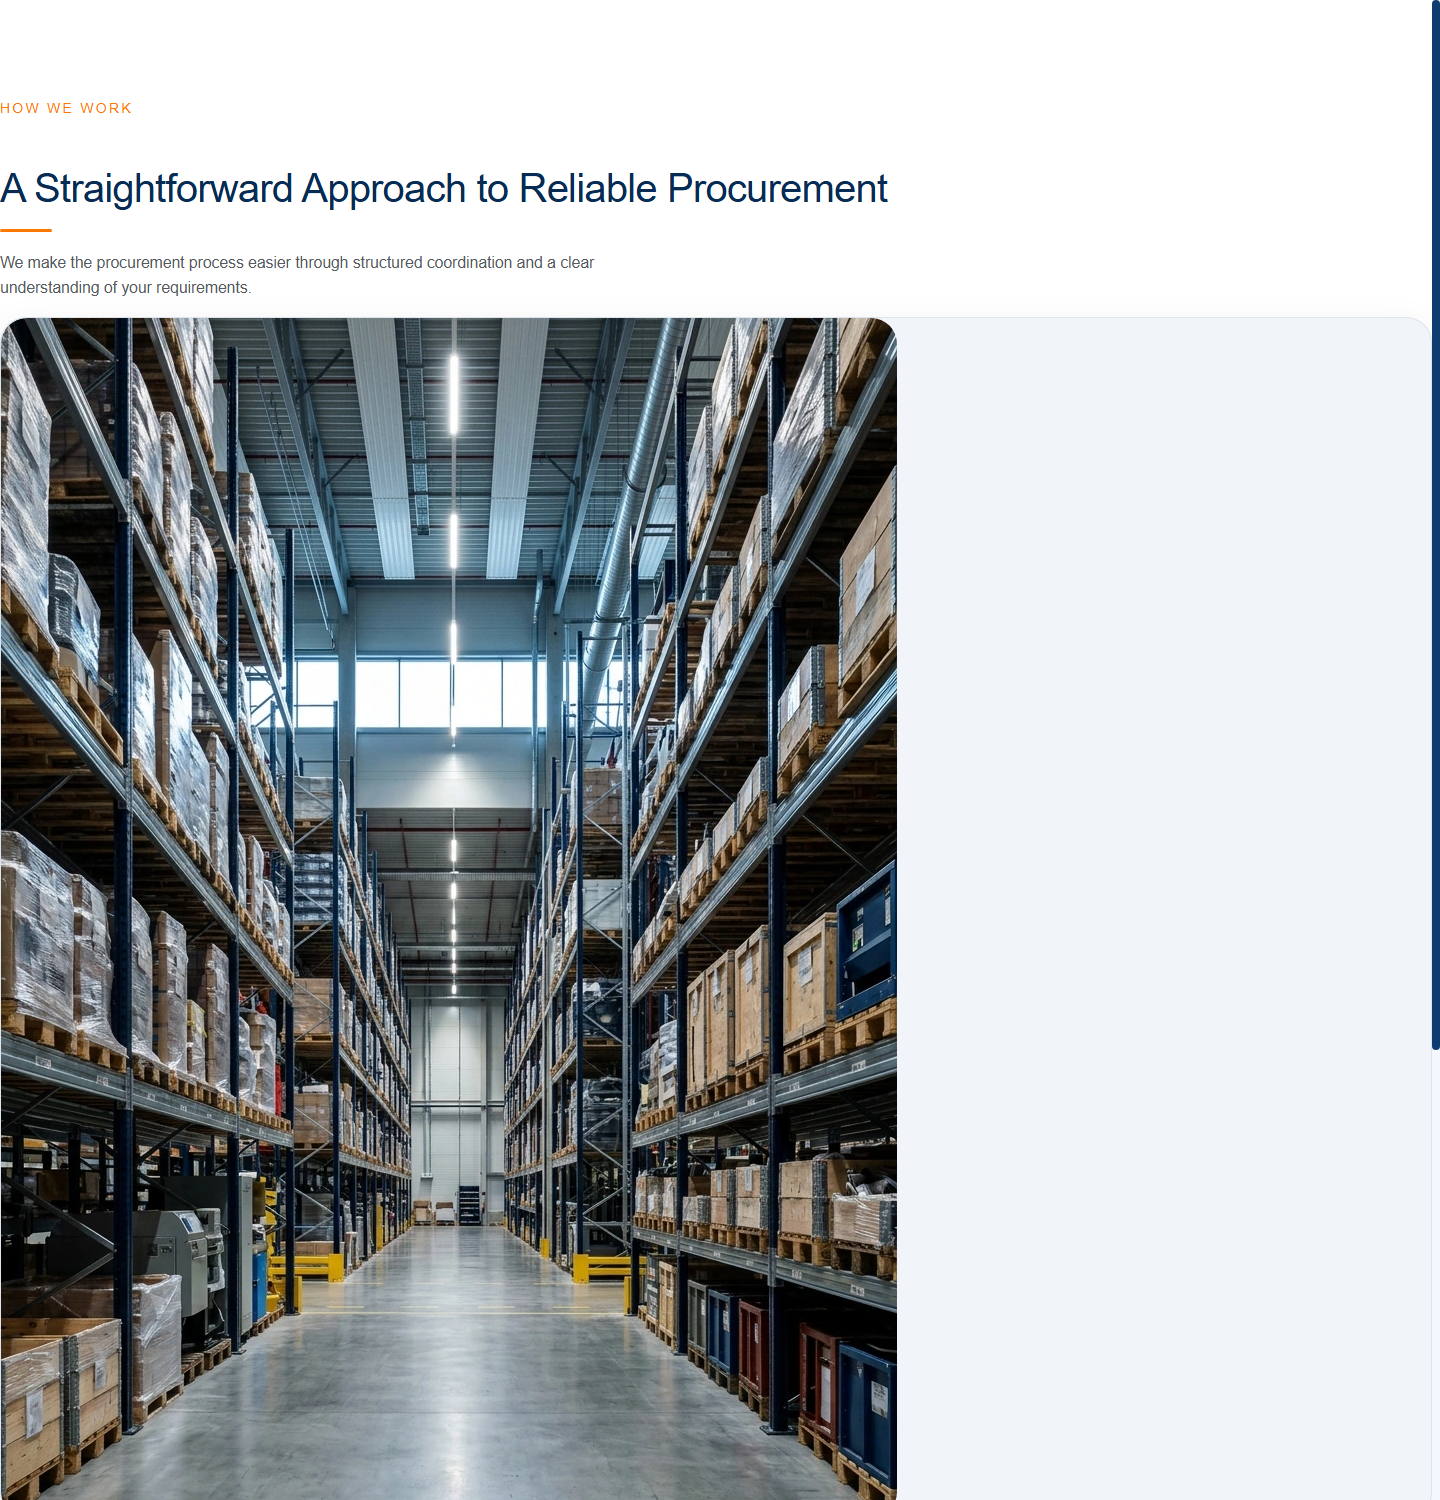 HOW WE WORK
A Straightforward Approach to Reliable Procurement
We make the procurement process easier through structured coordination and a clear
understanding of your requirements.